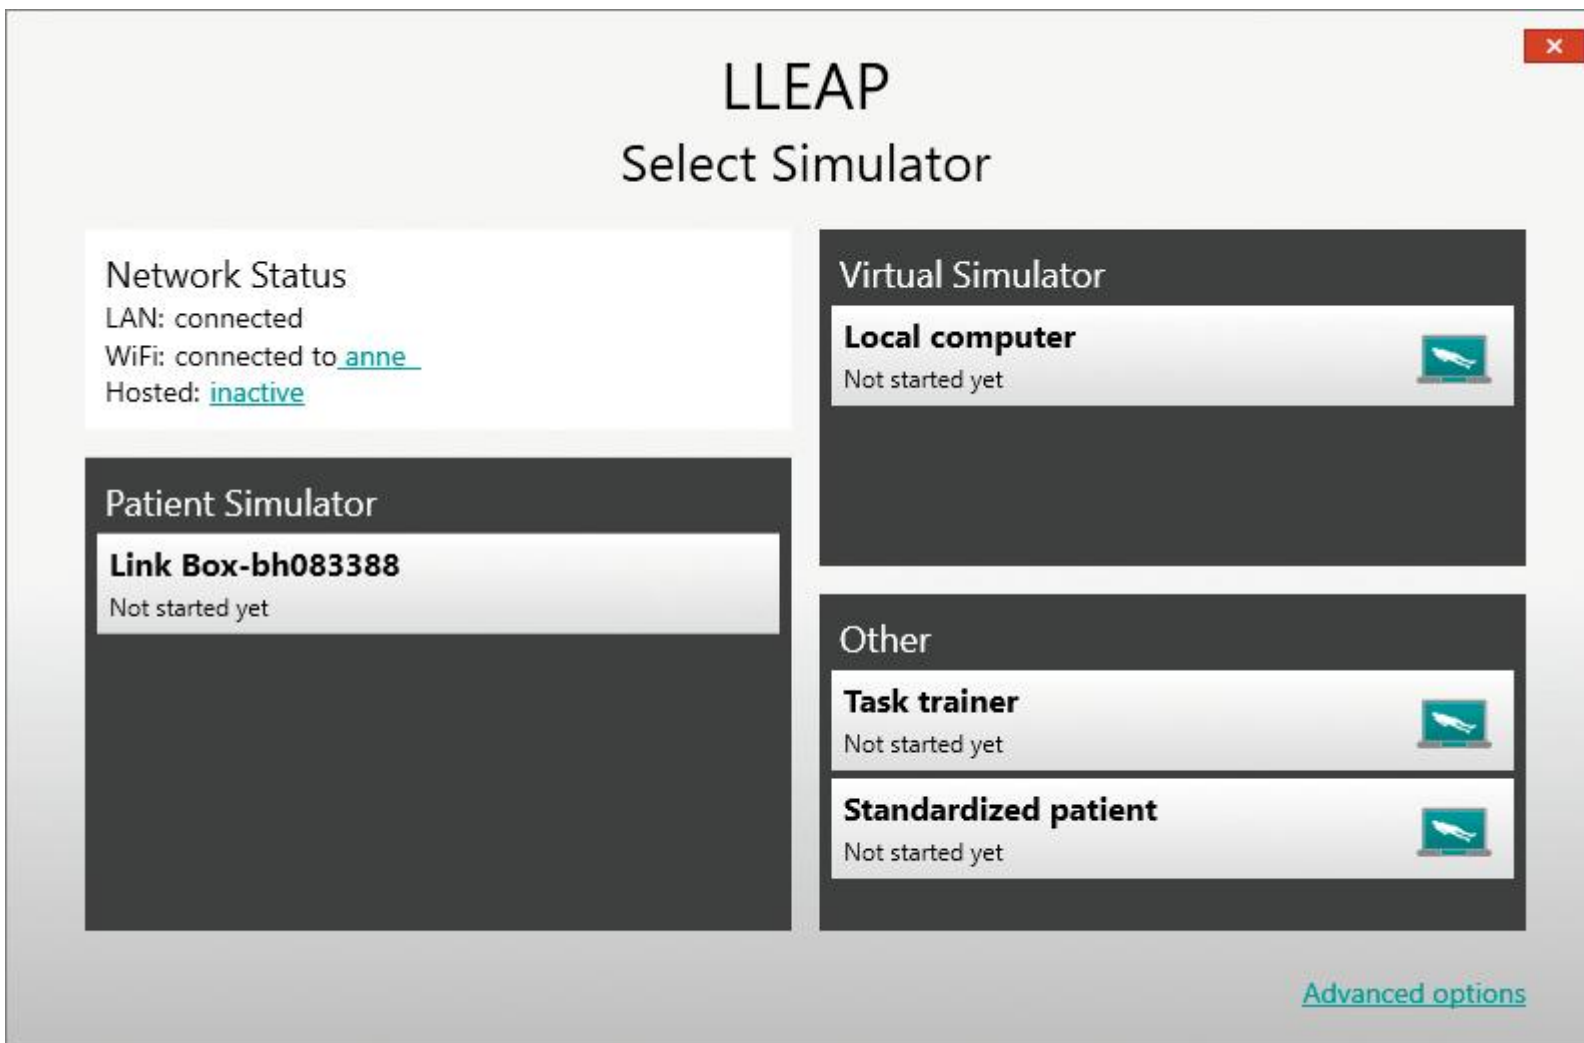 LLEAP
Select Simulator
Network Status
LAN: connected
WiFi: connected to anne
Hosted: inactive
Patient Simulator
Link Box-bh083388
Not started yet
Virtual Simulator
Local computer
Not started yet
Other
Task trainer
Not started yet
Standardized patient
Not started yet
Advanced options